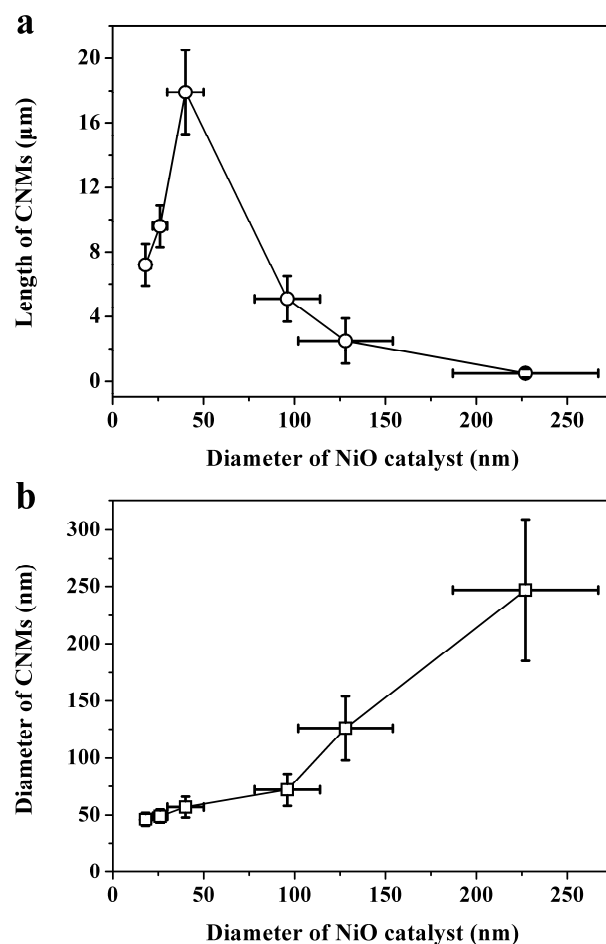 a
20
16
12
8
4
0
Length of CNMs (μm)
0 50 100 150 200 250
Diameter of NiO catalyst (nm)
b
300
250
200
150
100
50
0
Diameter of CNMs (nm)
0 50 100 150 200 250
Diameter of NiO catalyst (nm)